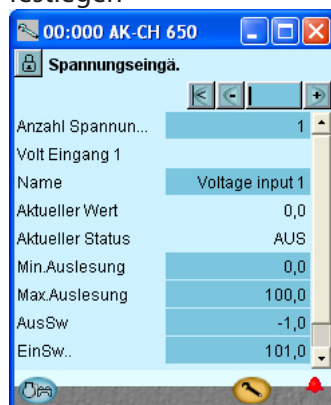 00:000 AK-CH 650
Spannungseingä.
Anzahl Spannun... 1
Volt Eingang 1
Name Voltage input 1
Aktueller Wert 0,0
Aktueller Status AUS
Min.Auslesung 0,0
Max.Auslesung 100,0
AusSw -1,0
EinSw.. 101,0